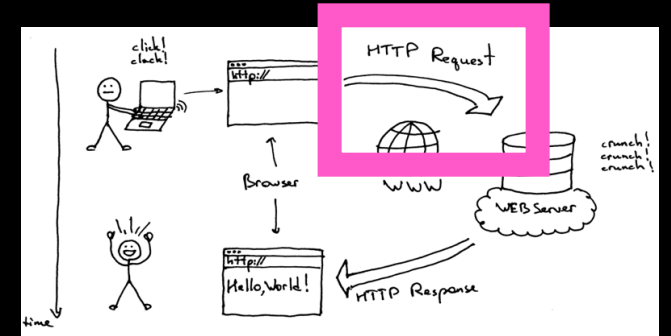 click!
clack!
http://
HTTP Request
crunch!
crunch!
crunch!
Browser
WWW
WEB Server
http://
Hello, World!
HTTP Response
time